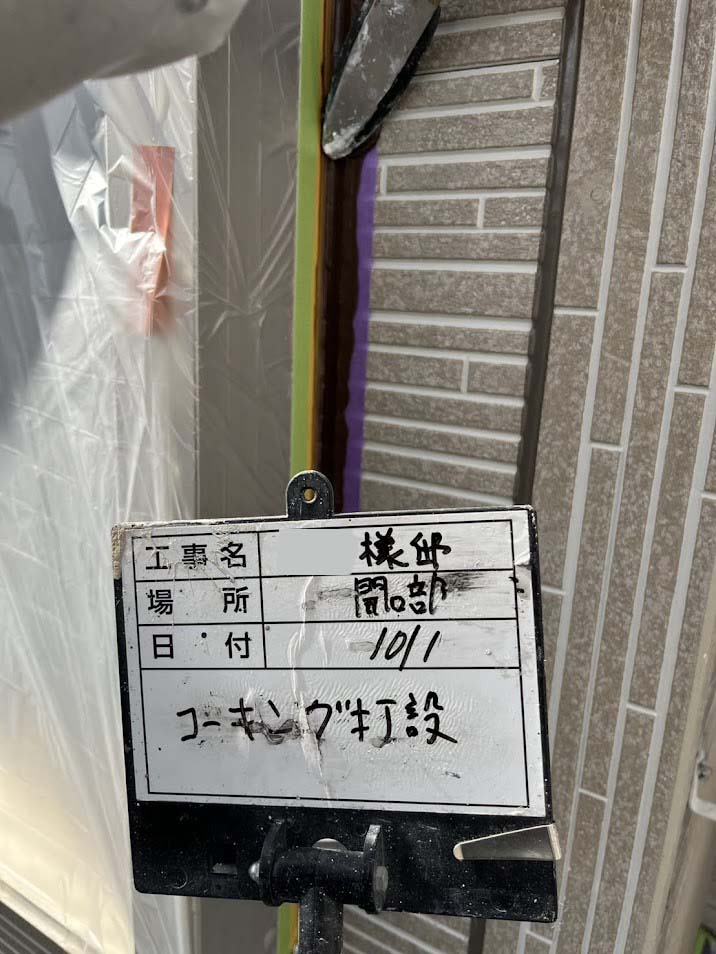 工事名 様邸
場所 開口部
日・付 10/1
コーキング打設